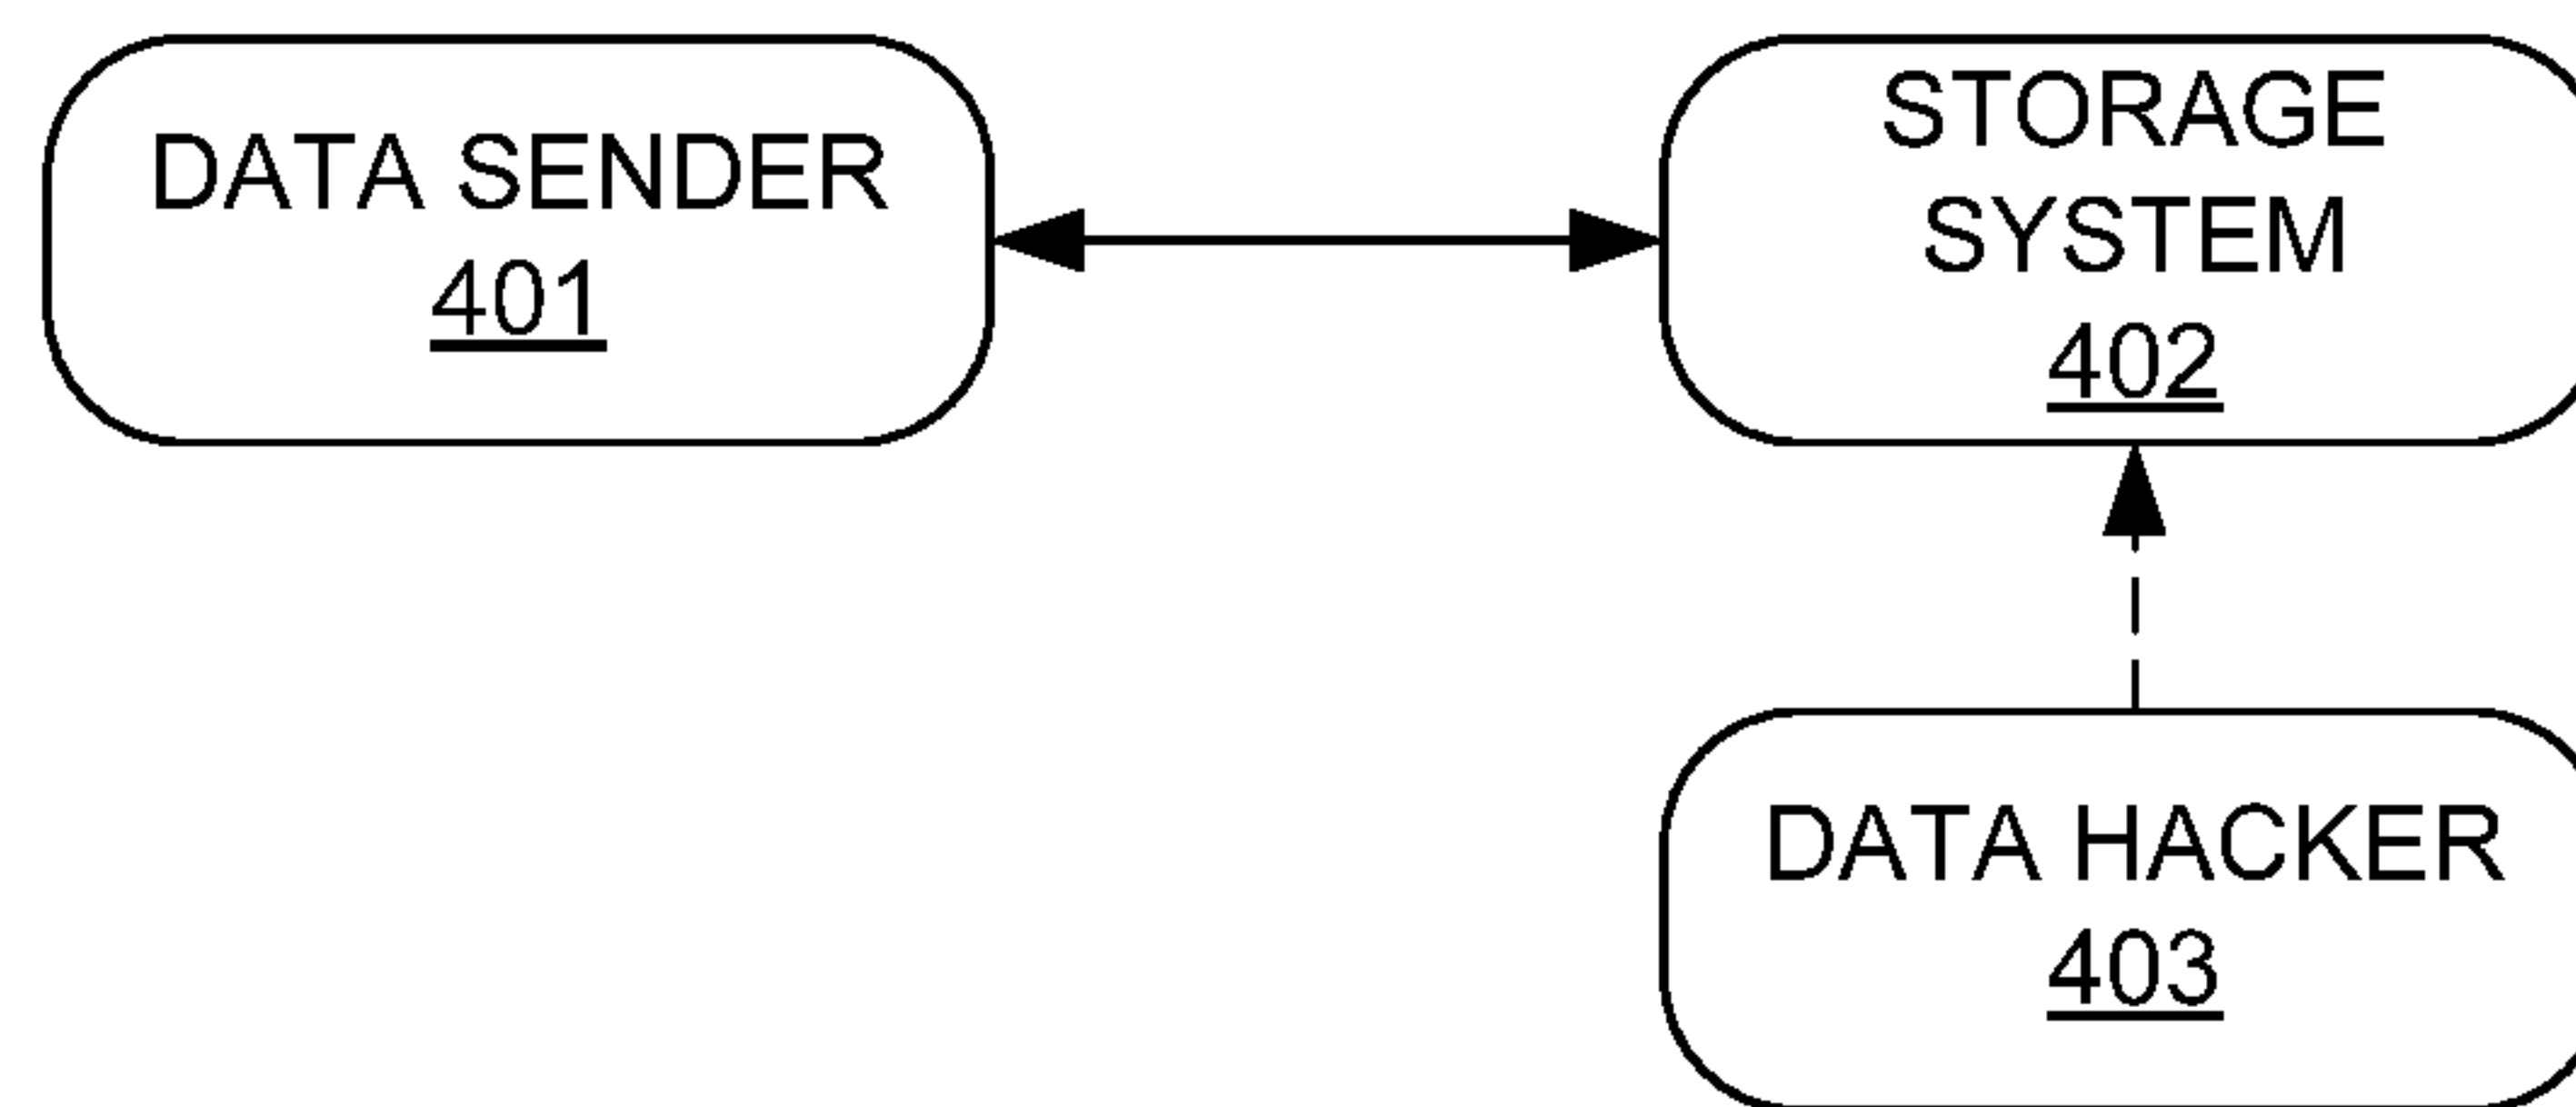 DATA SENDER
401
STORAGE
SYSTEM
402
DATA HACKER
403